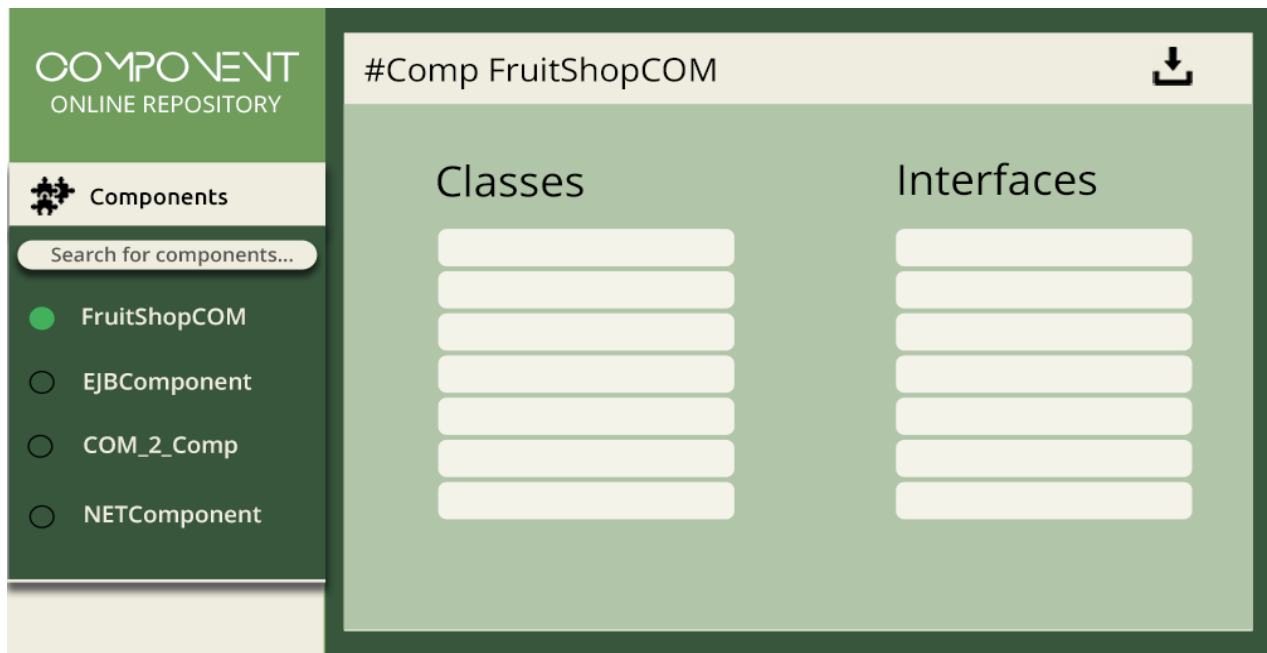 COMPONENT
ONLINE REPOSITORY
Components
Search for components...
FruitShopCOM
EJBComponent
COM_2_Comp
NETComponent
#Comp FruitShopCOM
Classes
Interfaces